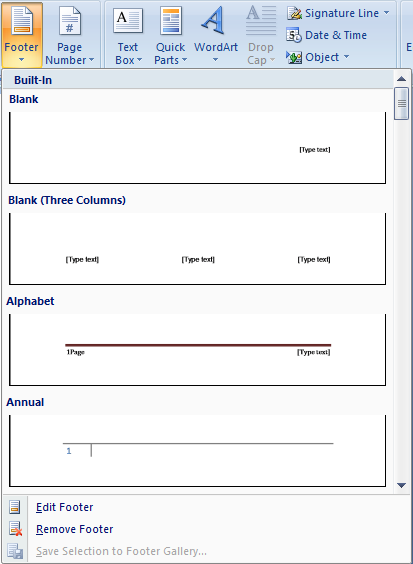 Footer
Page Number
#
Text Box
Quick Parts
WordArt
Drop Cap
A
Signature Line
Date & Time
Object
Built-In
Blank
[Type text]
Blank (Three Columns)
[Type text] [Type text] [Type text]
Alphabet
1Page [Type text]
Annual
1
Edit Footer
Remove Footer
Save Selection to Footer Gallery...